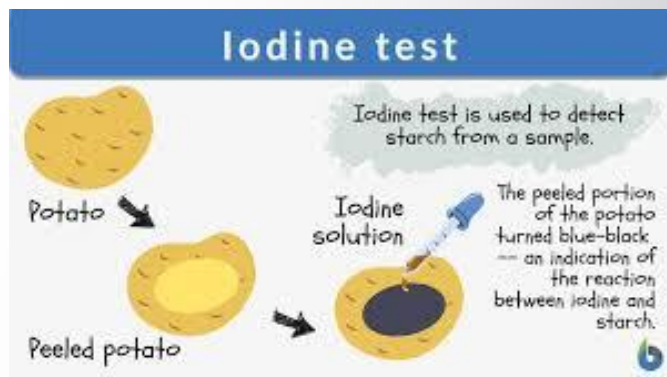 Iodine test
Iodine test is used to detect
starch from a sample.
Potato
Iodine
solution
The peeled portion
of the potato
turned blue-black
-- an indication of
the reaction
between iodine and
starch.
Peeled potato